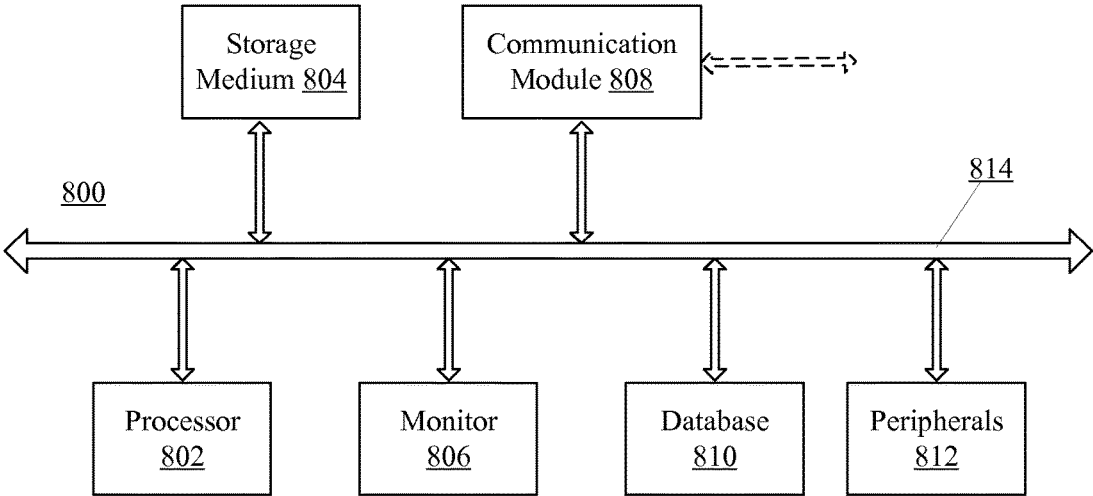 Storage
Medium 804
Communication
Module 808
800
814
Processor
802
Monitor
806
Database
810
Peripherals
812